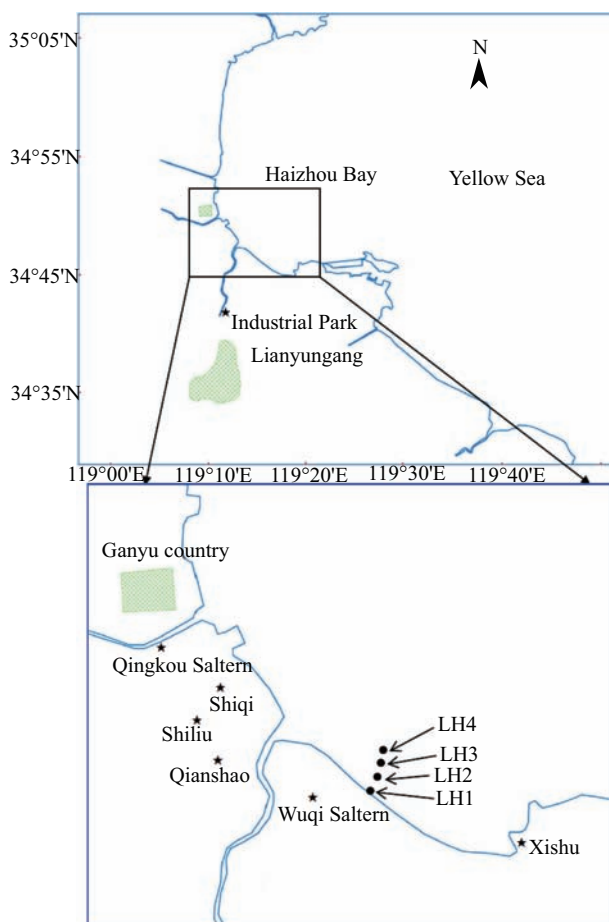 35°05'N
N
34°55'N
Haizhou Bay
Yellow Sea
34°45'N
Industrial Park
Lianyungang
34°35'N
119°00'E 119°10'E 119°20'E 119°30'E 119°40'E
Ganyu country
Qingkou Saltern
Shiqi
Shiliu
Qianshao
LH4
LH3
LH2
LH1
Wuqi Saltern
Xishu